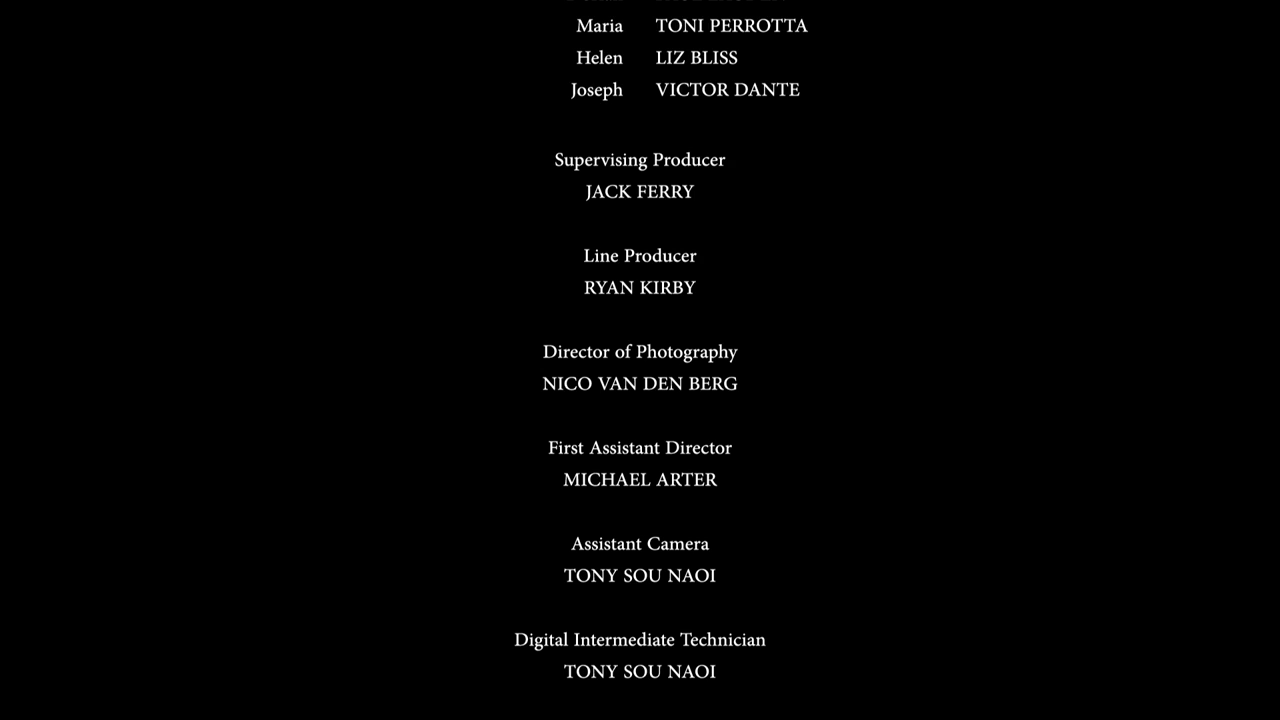 Maria TONI PERROTTA
Helen LIZ BLISS
Joseph VICTOR DANTE
Supervising Producer
JACK FERRY
Line Producer
RYAN KIRBY
Director of Photography
NICO VAN DEN BERG
First Assistant Director
MICHAEL ARTER
Assistant Camera
TONY SOU NAOI
Digital Intermediate Technician
TONY SOU NAOI